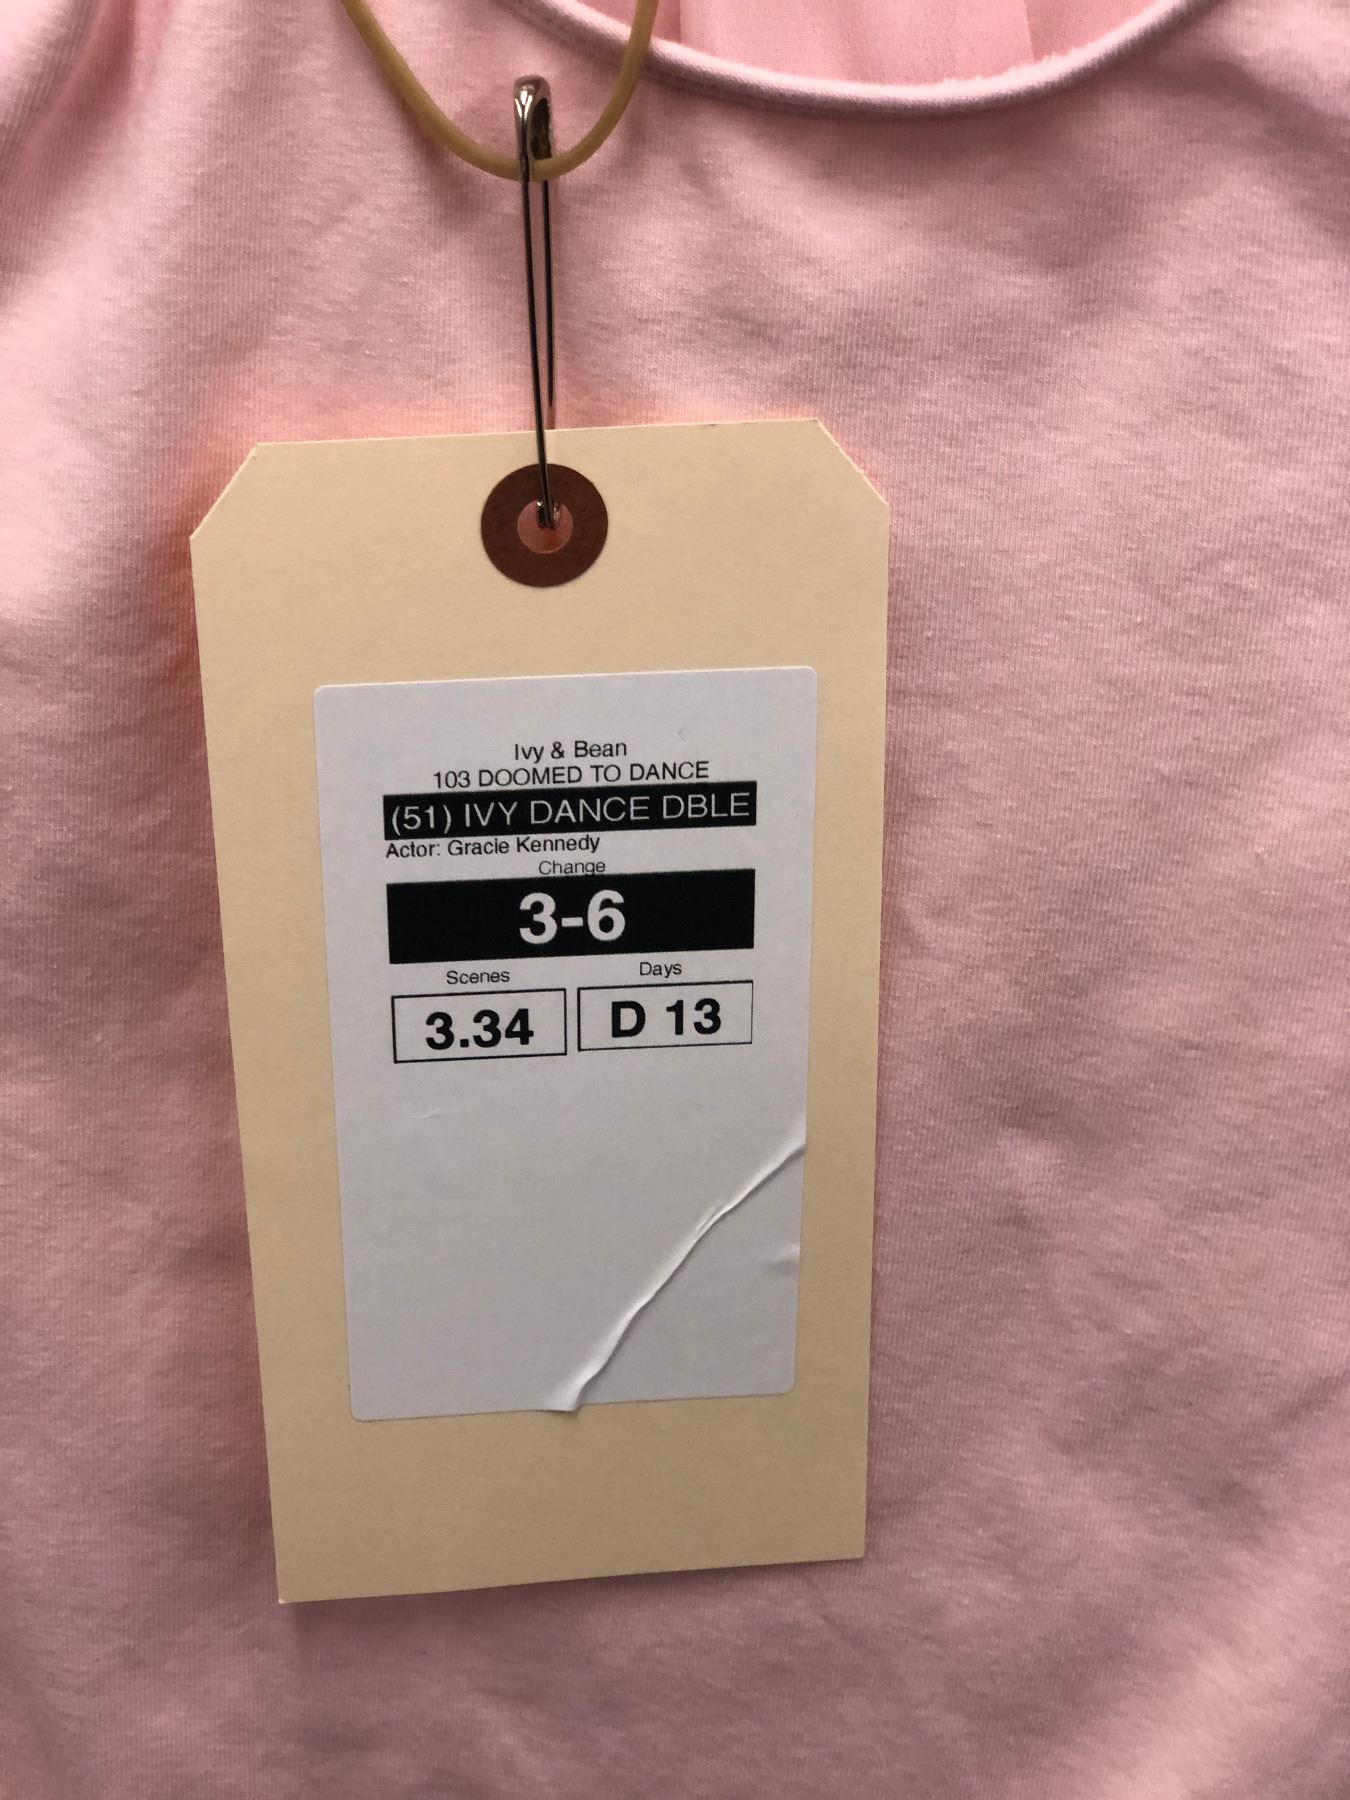 Ivy & Bean
103 DOOMED TO DANCE
(51) IVY DANCE DBLE
Actor: Gracie Kennedy
Change
3-6
Scenes Days
3.34 D 13